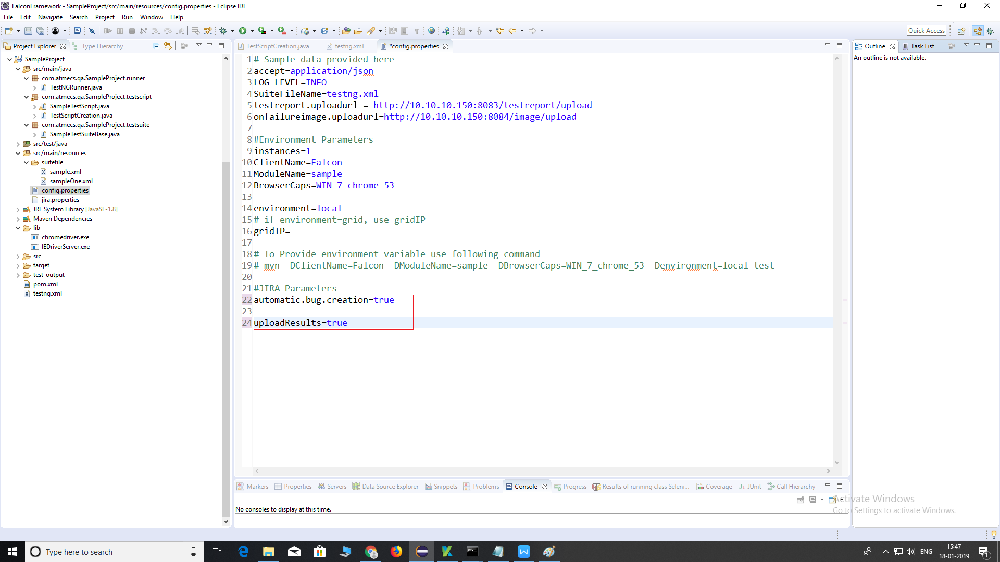 FalconFramework - SampleProject/src/main/resources/config.properties - Eclipse IDE
File Edit Navigate Search Project Run Window Help
Quick Access
Project Explorer
Type Hierarchy
SampleProject
src/main/java
com.atmecs.qa.SampleProject.runner
TestNGRunner.java
com.atmecs.qa.SampleProject.testscript
SampleTestScript.java
TestScriptCreation.java
com.atmecs.qa.SampleProject.testsuite
SampleTestSuiteBase.java
src/test/java
src/main/resources
suitefile
sample.xml
sampleOne.xml
config.properties
jira.properties
JRE System Library [JavaSE-1.8]
Maven Dependencies
lib
chromedriver.exe
IEDriverServer.exe
src
target
test-output
pom.xml
testng.xml
TestScriptCreation.java testng.xml *config.properties
1 # Sample data provided here
2 accept=application/json
3 LOG_LEVEL=INFO
4 SuiteFileName=testng.xml
5 testreport.uploadurl = http://10.10.10.150:8083/testreport/upload
6 onfailureimage.uploadurl=http://10.10.10.150:8084/image/upload
7
8 #Environment Parameters
9 instances=1
10 ClientName=Falcon
11 ModuleName=sample
12 BrowserCaps=WIN_7_chrome_53
13
14 environment=local
15 # if environment=grid, use gridIP
16 gridIP=
17
18 # To Provide environment variable use following command
19 # mvn -DClientName=Falcon -DModuleName=sample -DBrowserCaps=WIN_7_chrome_53 -Denvironment=local test
20
21 #JIRA Parameters
22 automatic.bug.creation=true
23
24 uploadResults=true
Outline Task List
An outline is not available.
Markers Properties Servers Data Source Explorer Snippets Problems Console Progress Results of running class Seleni... Coverage JUnit Call Hierarchy
No consoles to display at this time.
Activate Windows
Go to Settings to activate Windows.
Type here to search
ENG
15:47
18-01-2019
1